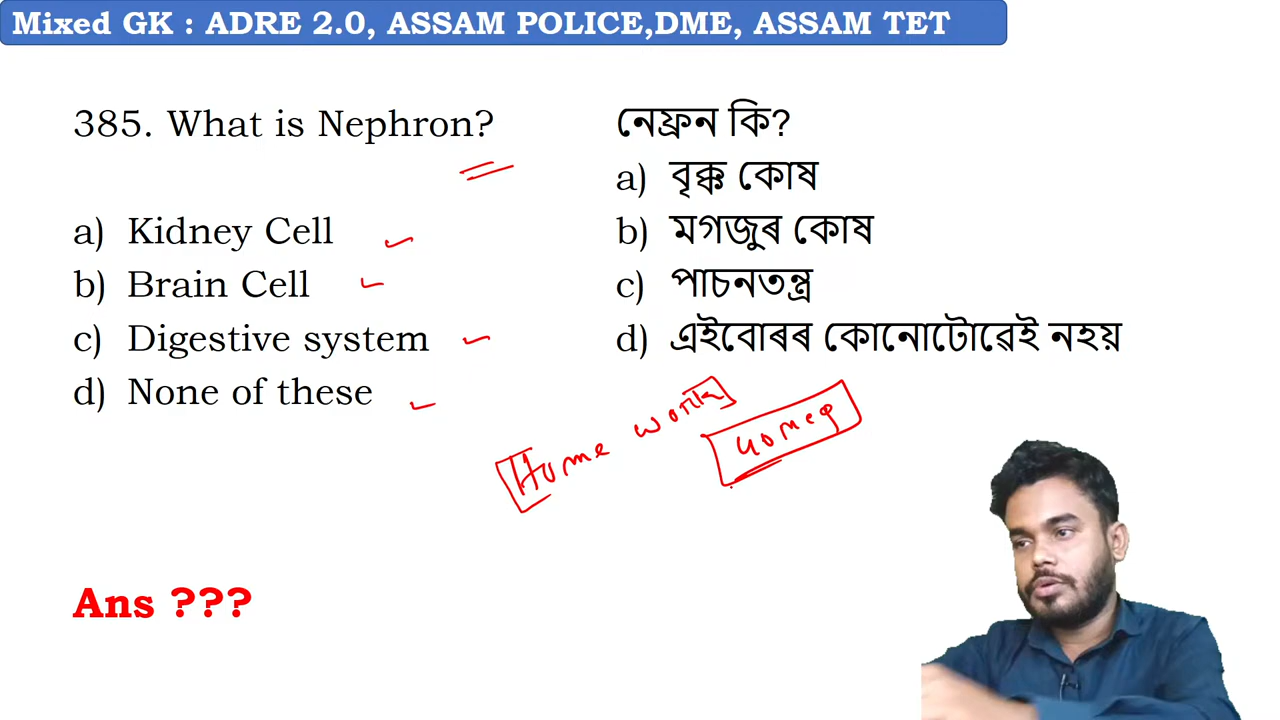 Mixed GK : ADRE 2.0, ASSAM POLICE,DME, ASSAM TET
385. What is Nephron?
a) Kidney Cell
b) Brain Cell
c) Digestive system
d) None of these
নেফ্ৰন কি?
a) বৃক্ক কোষ
b) মগজুৰ কোষ
c) পাচনতন্ত্ৰ
d) এইবোৰৰ কোনোটোৱেই নহয়
Home work
Ans ???